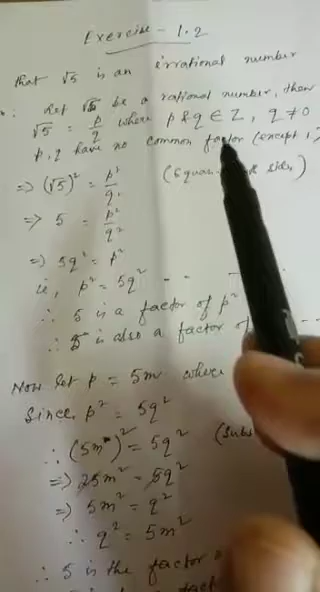 Exercise - 1.2
that √5 is an irrational number
: Let √5 be a rational number, then
√5 = p/q where p & q ∈ Z, q ≠ 0
p, q have no common factor (except 1
=> (√5)² = p²/q² (Squa sides)
=> 5 = p²/q²
=> 5q² = p²
ie, p² = 5q² - - -
∴ 5 is a factor of p²
∴ 5 is also a factor of - -
Now let p = 5m where
Since p² = 5q²
∴ (5m)² = 5q² (Subs
=> 25m² = 5q²
=> 5m² = q²
∴ q² = 5m²
∴ 5 is the factor